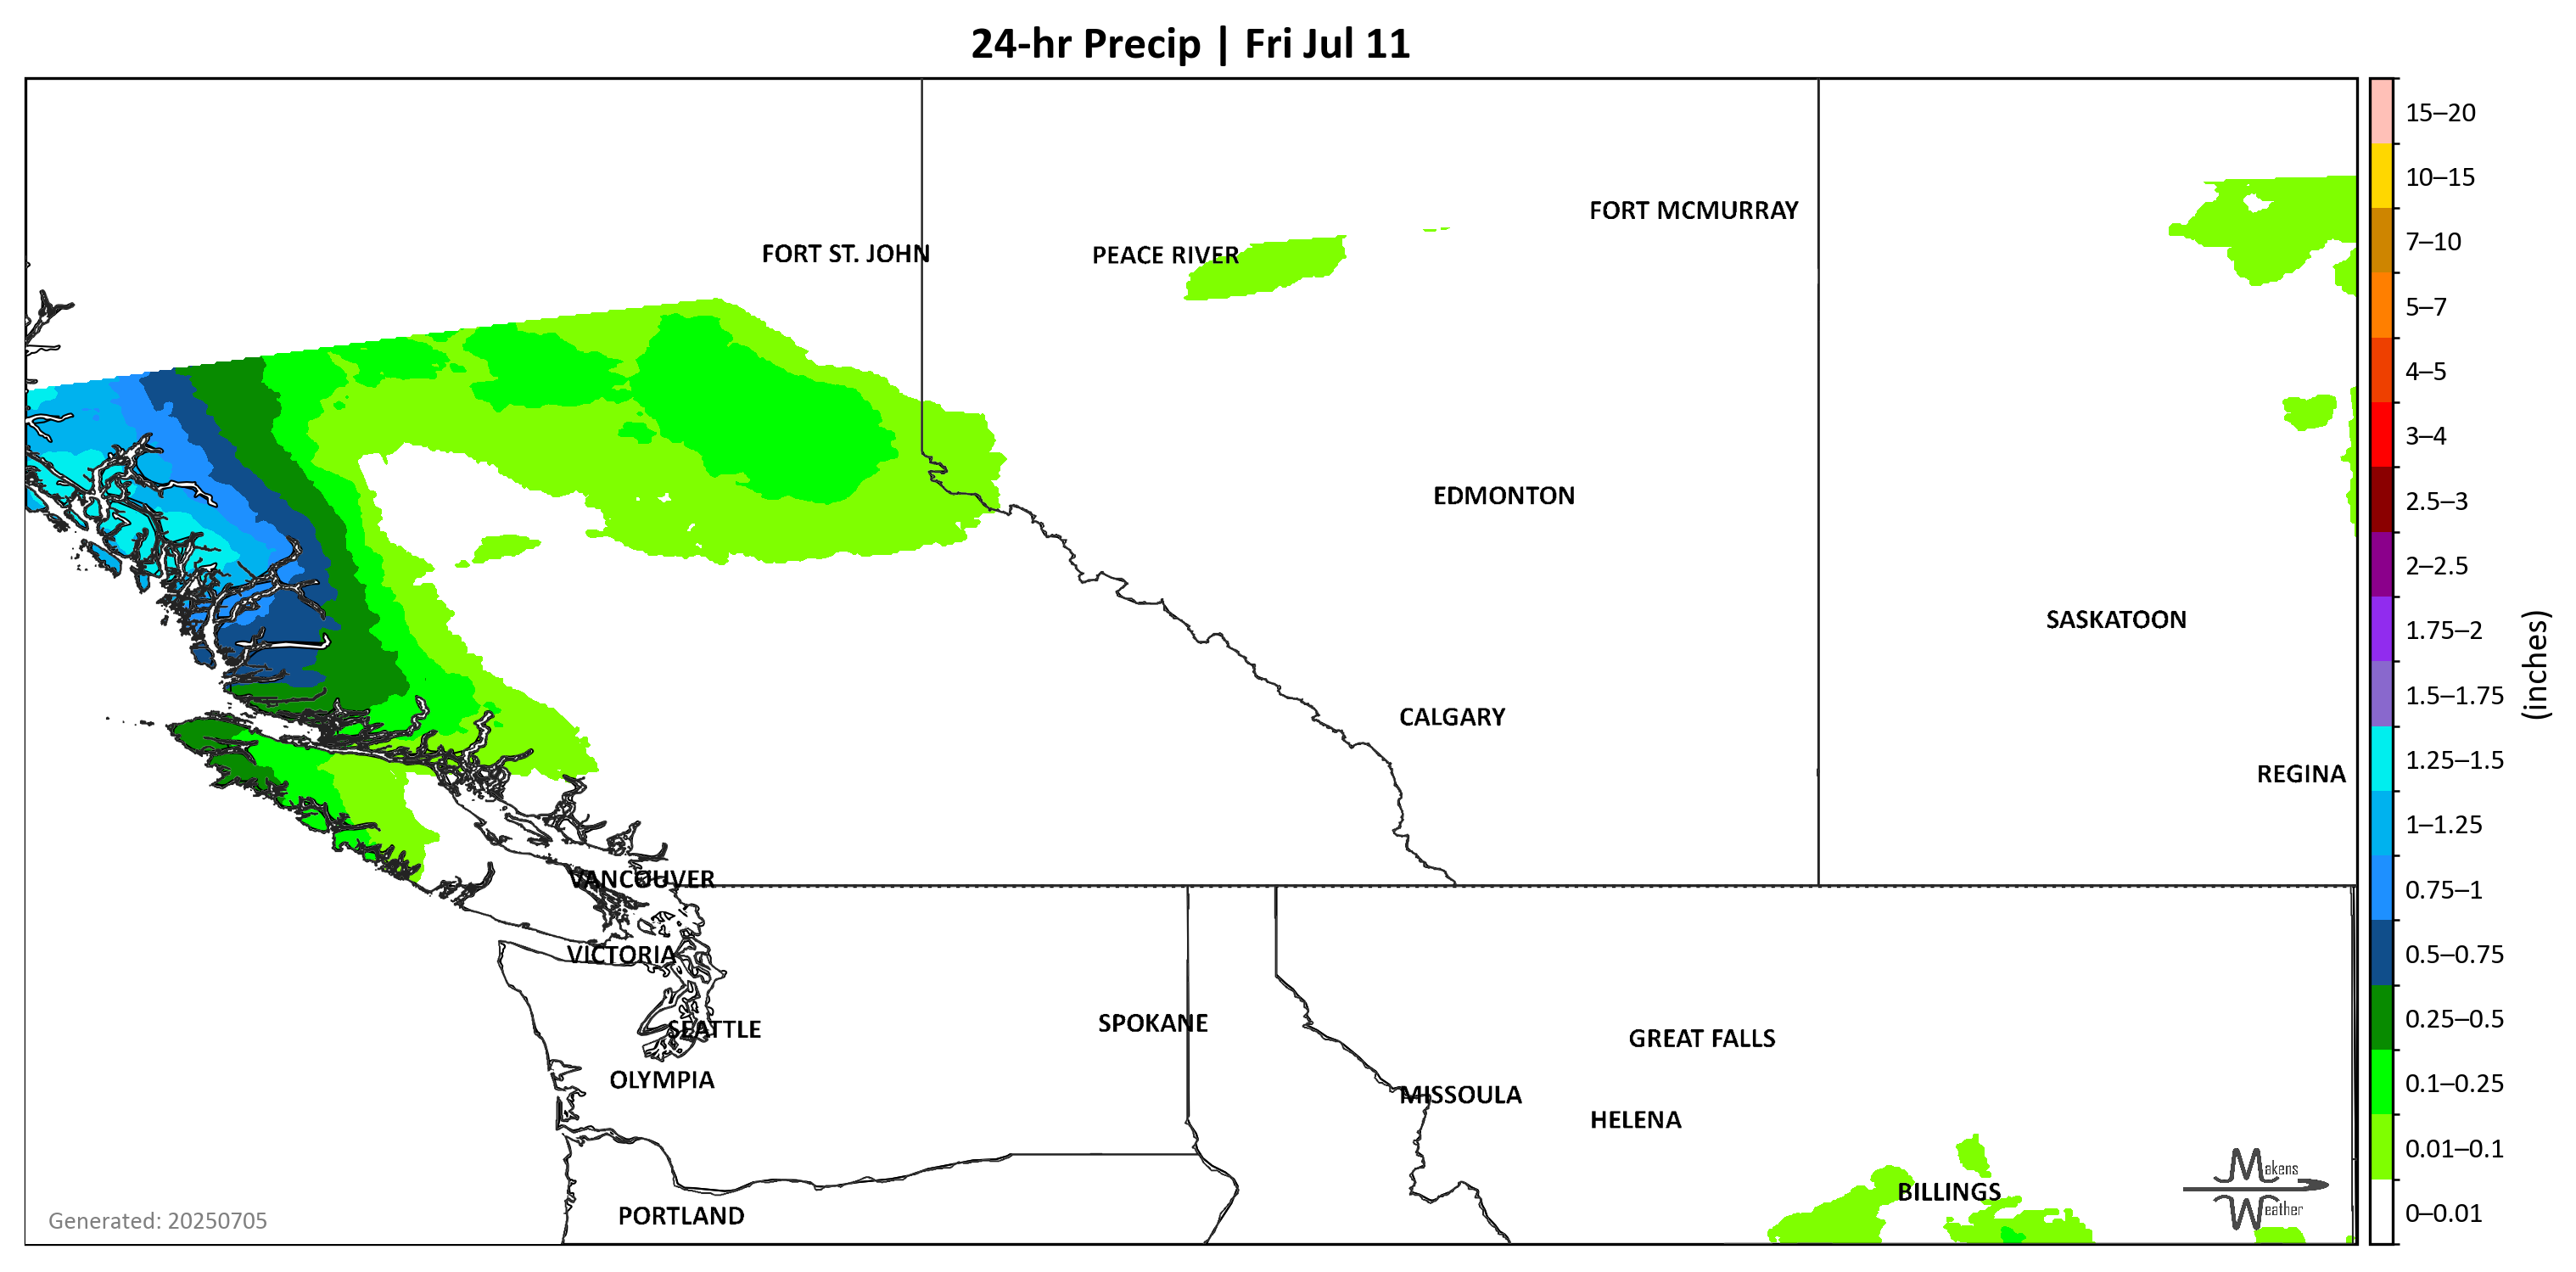 24-hr Precip | Fri Jul 11
15–20
10–15
7–10
5–7
4–5
3–4
2.5–3
2–2.5
1.75–2
1.5–1.75
1.25–1.5
1–1.25
0.75–1
0.5–0.75
0.25–0.5
0.1–0.25
0.01–0.1
0–0.01
(inches)
FORT MCMURRAY
FORT ST. JOHN
PEACE RIVER
EDMONTON
SASKATOON
CALGARY
REGINA
VANCOUVER
VICTORIA
SPOKANE
SEATTLE
GREAT FALLS
OLYMPIA
MISSOULA
HELENA
BILLINGS
PORTLAND
Makens
Weather
Generated: 20250705